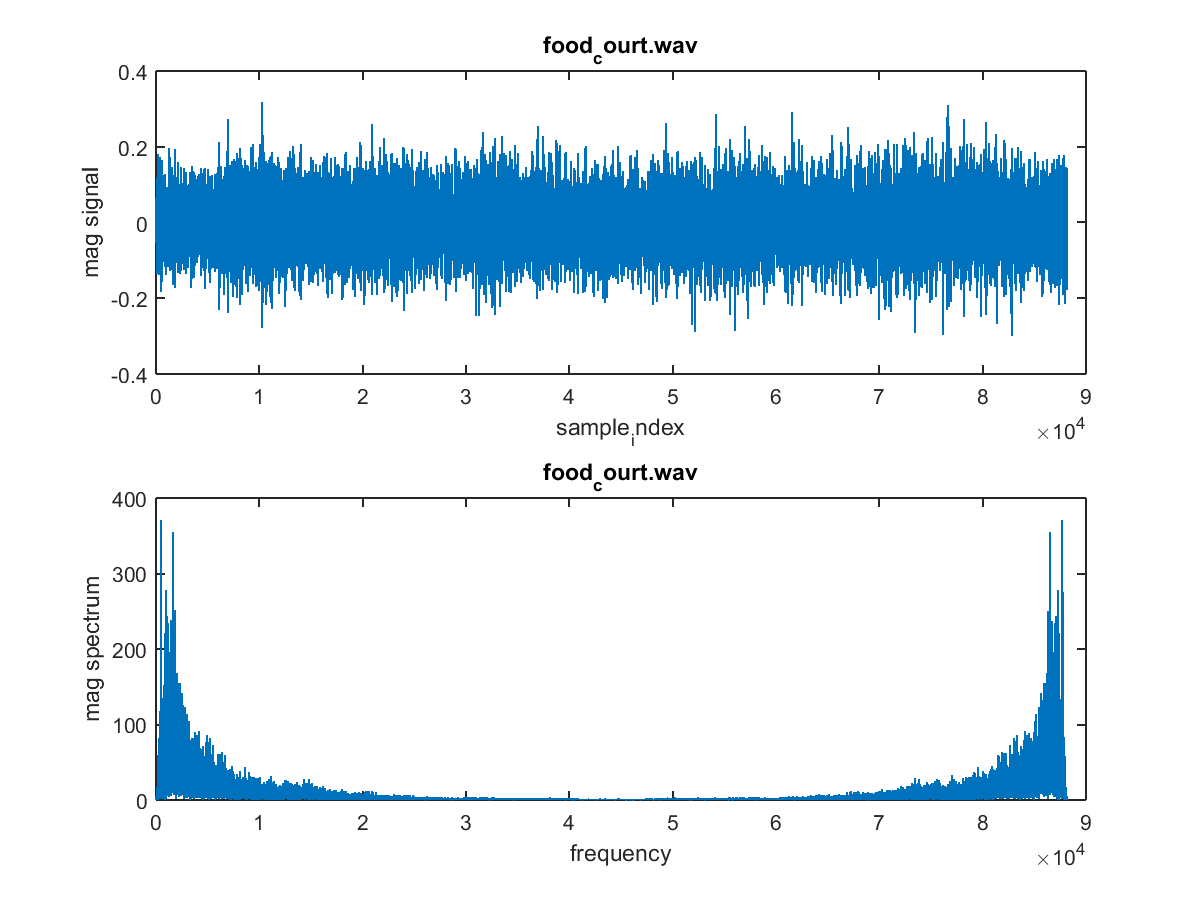 food_court.wav
0.4
0.2
0
-0.2
-0.4
mag signal
0 1 2 3 4 5 6 7 8 9
×10^4
sample_index
food_court.wav
400
300
200
100
0
mag spectrum
0 1 2 3 4 5 6 7 8 9
×10^4
frequency